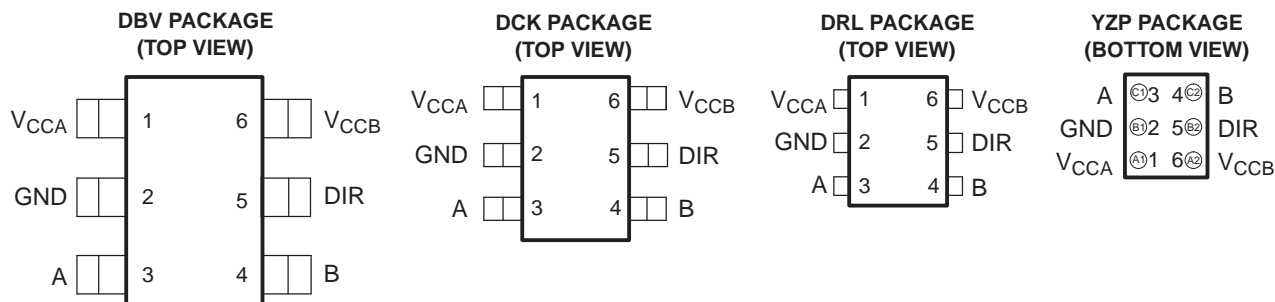 DBV PACKAGE
(TOP VIEW)
VCCA 1 6 VCCB
GND 2 5 DIR
A 3 4 B
DCK PACKAGE
(TOP VIEW)
VCCA 1 6 VCCB
GND 2 5 DIR
A 3 4 B
DRL PACKAGE
(TOP VIEW)
VCCA 1 6 VCCB
GND 2 5 DIR
A 3 4 B
YZP PACKAGE
(BOTTOM VIEW)
A C1 3 4 C2 B
GND B1 2 5 B2 DIR
VCCA A1 1 6 A2 VCCB